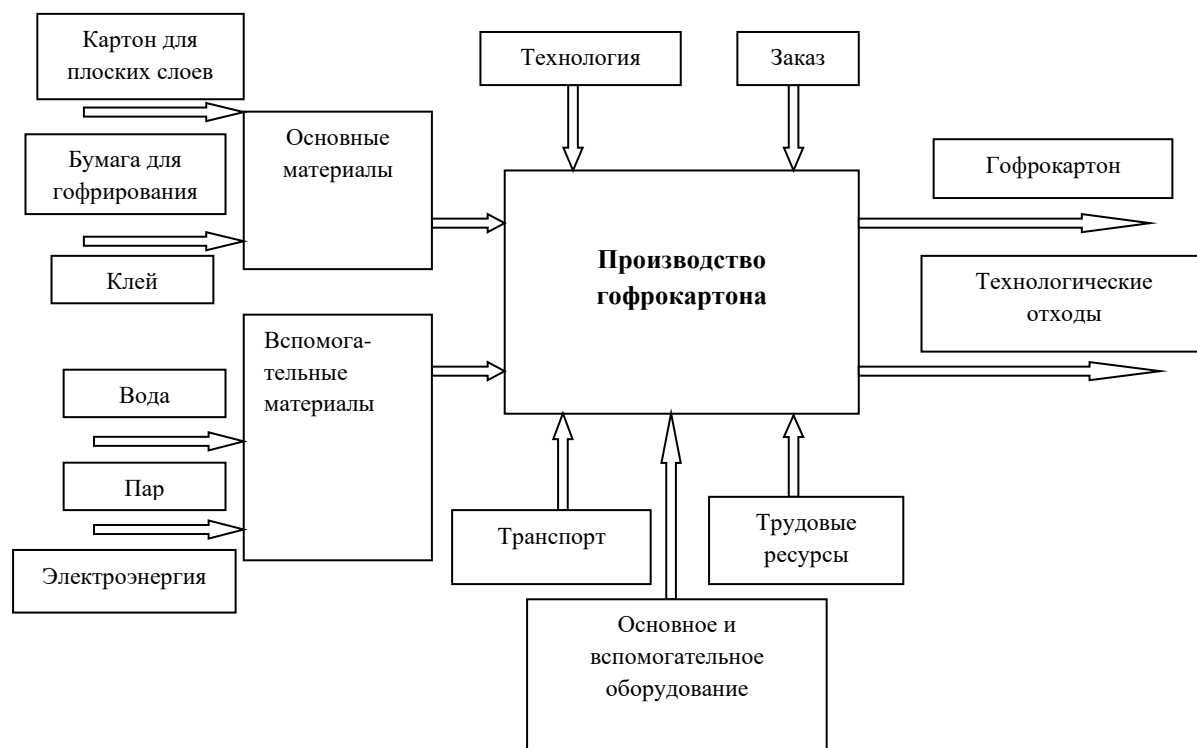 Картон для
плоских слоев
Технология
Заказ
Основные
материалы
Бумага для
гофрирования
Гофрокартон
Клей
Производство
гофрокартона
Технологические
отходы
Вспомога-
тельные
материалы
Вода
Пар
Электроэнергия
Транспорт
Трудовые
ресурсы
Основное и
вспомогательное
оборудование